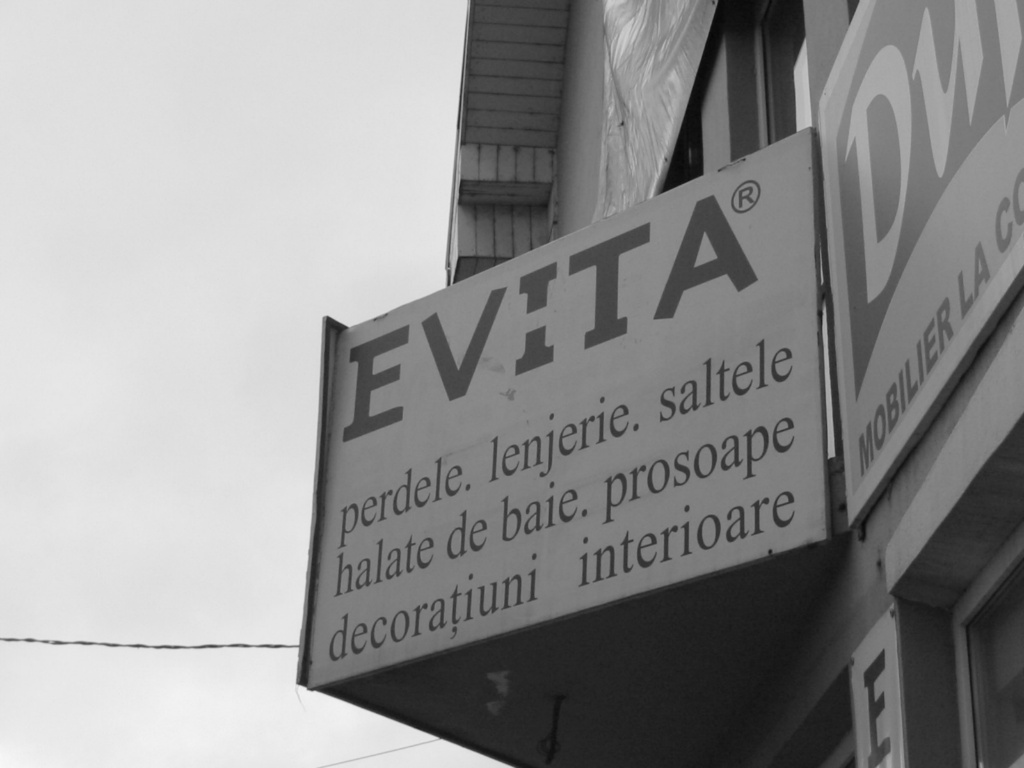 EVITA®
perdele. lenjerie. saltele
halate de baie. prosoape
decorațiuni interioare
MOBILIER LA
E